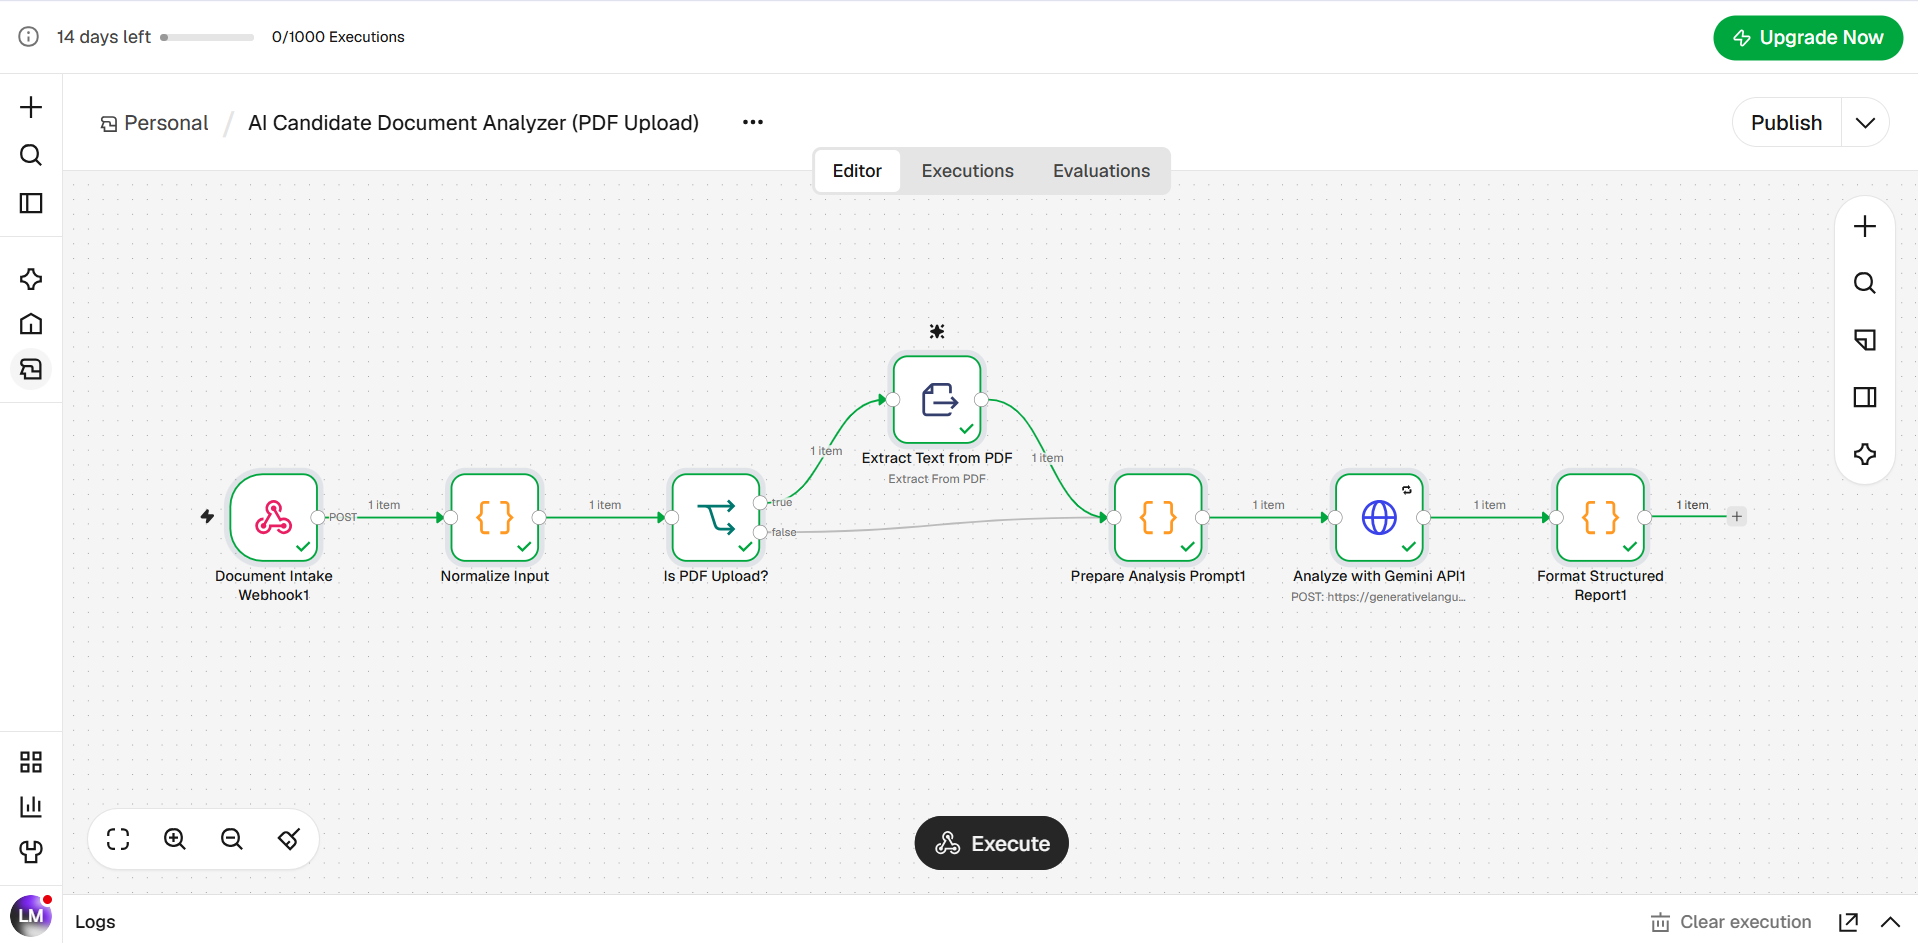 14 days left
0/1000 Executions
Upgrade Now
Personal / AI Candidate Document Analyzer (PDF Upload)
Publish
Editor
Executions
Evaluations
1 item
Extract Text from PDF
1 item
Extract From PDF
POST
1 item
1 item
true
false
1 item
1 item
1 item
Document Intake
Webhook1
Normalize Input
Is PDF Upload?
Prepare Analysis Prompt1
Analyze with Gemini API1
POST: https://generativelangu...
Format Structured
Report1
Execute
LM
Logs
Clear execution